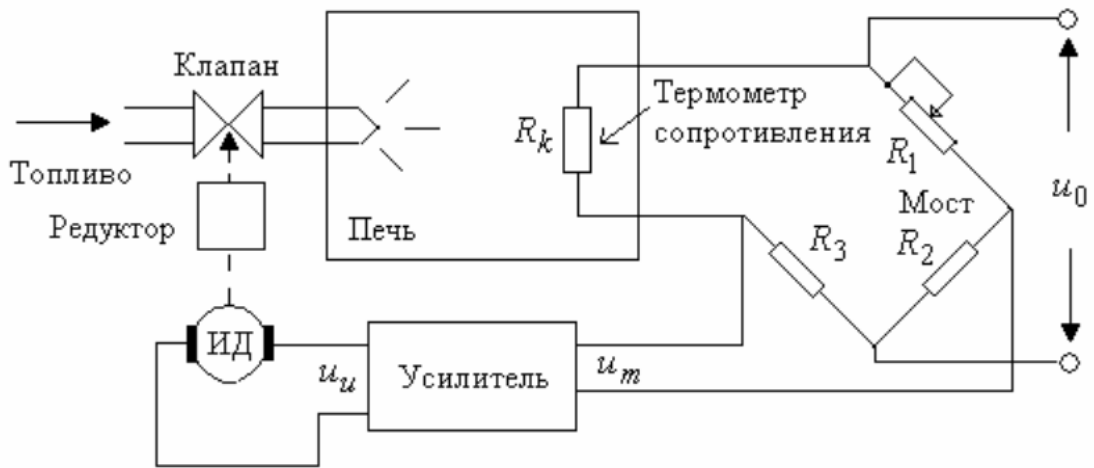 Клапан
Топливо
Редуктор
ИД
Печь
R_k
Термометр
сопротивления
R_1
Мост
R_2
R_3
u_0
u_u
Усилитель
u_m